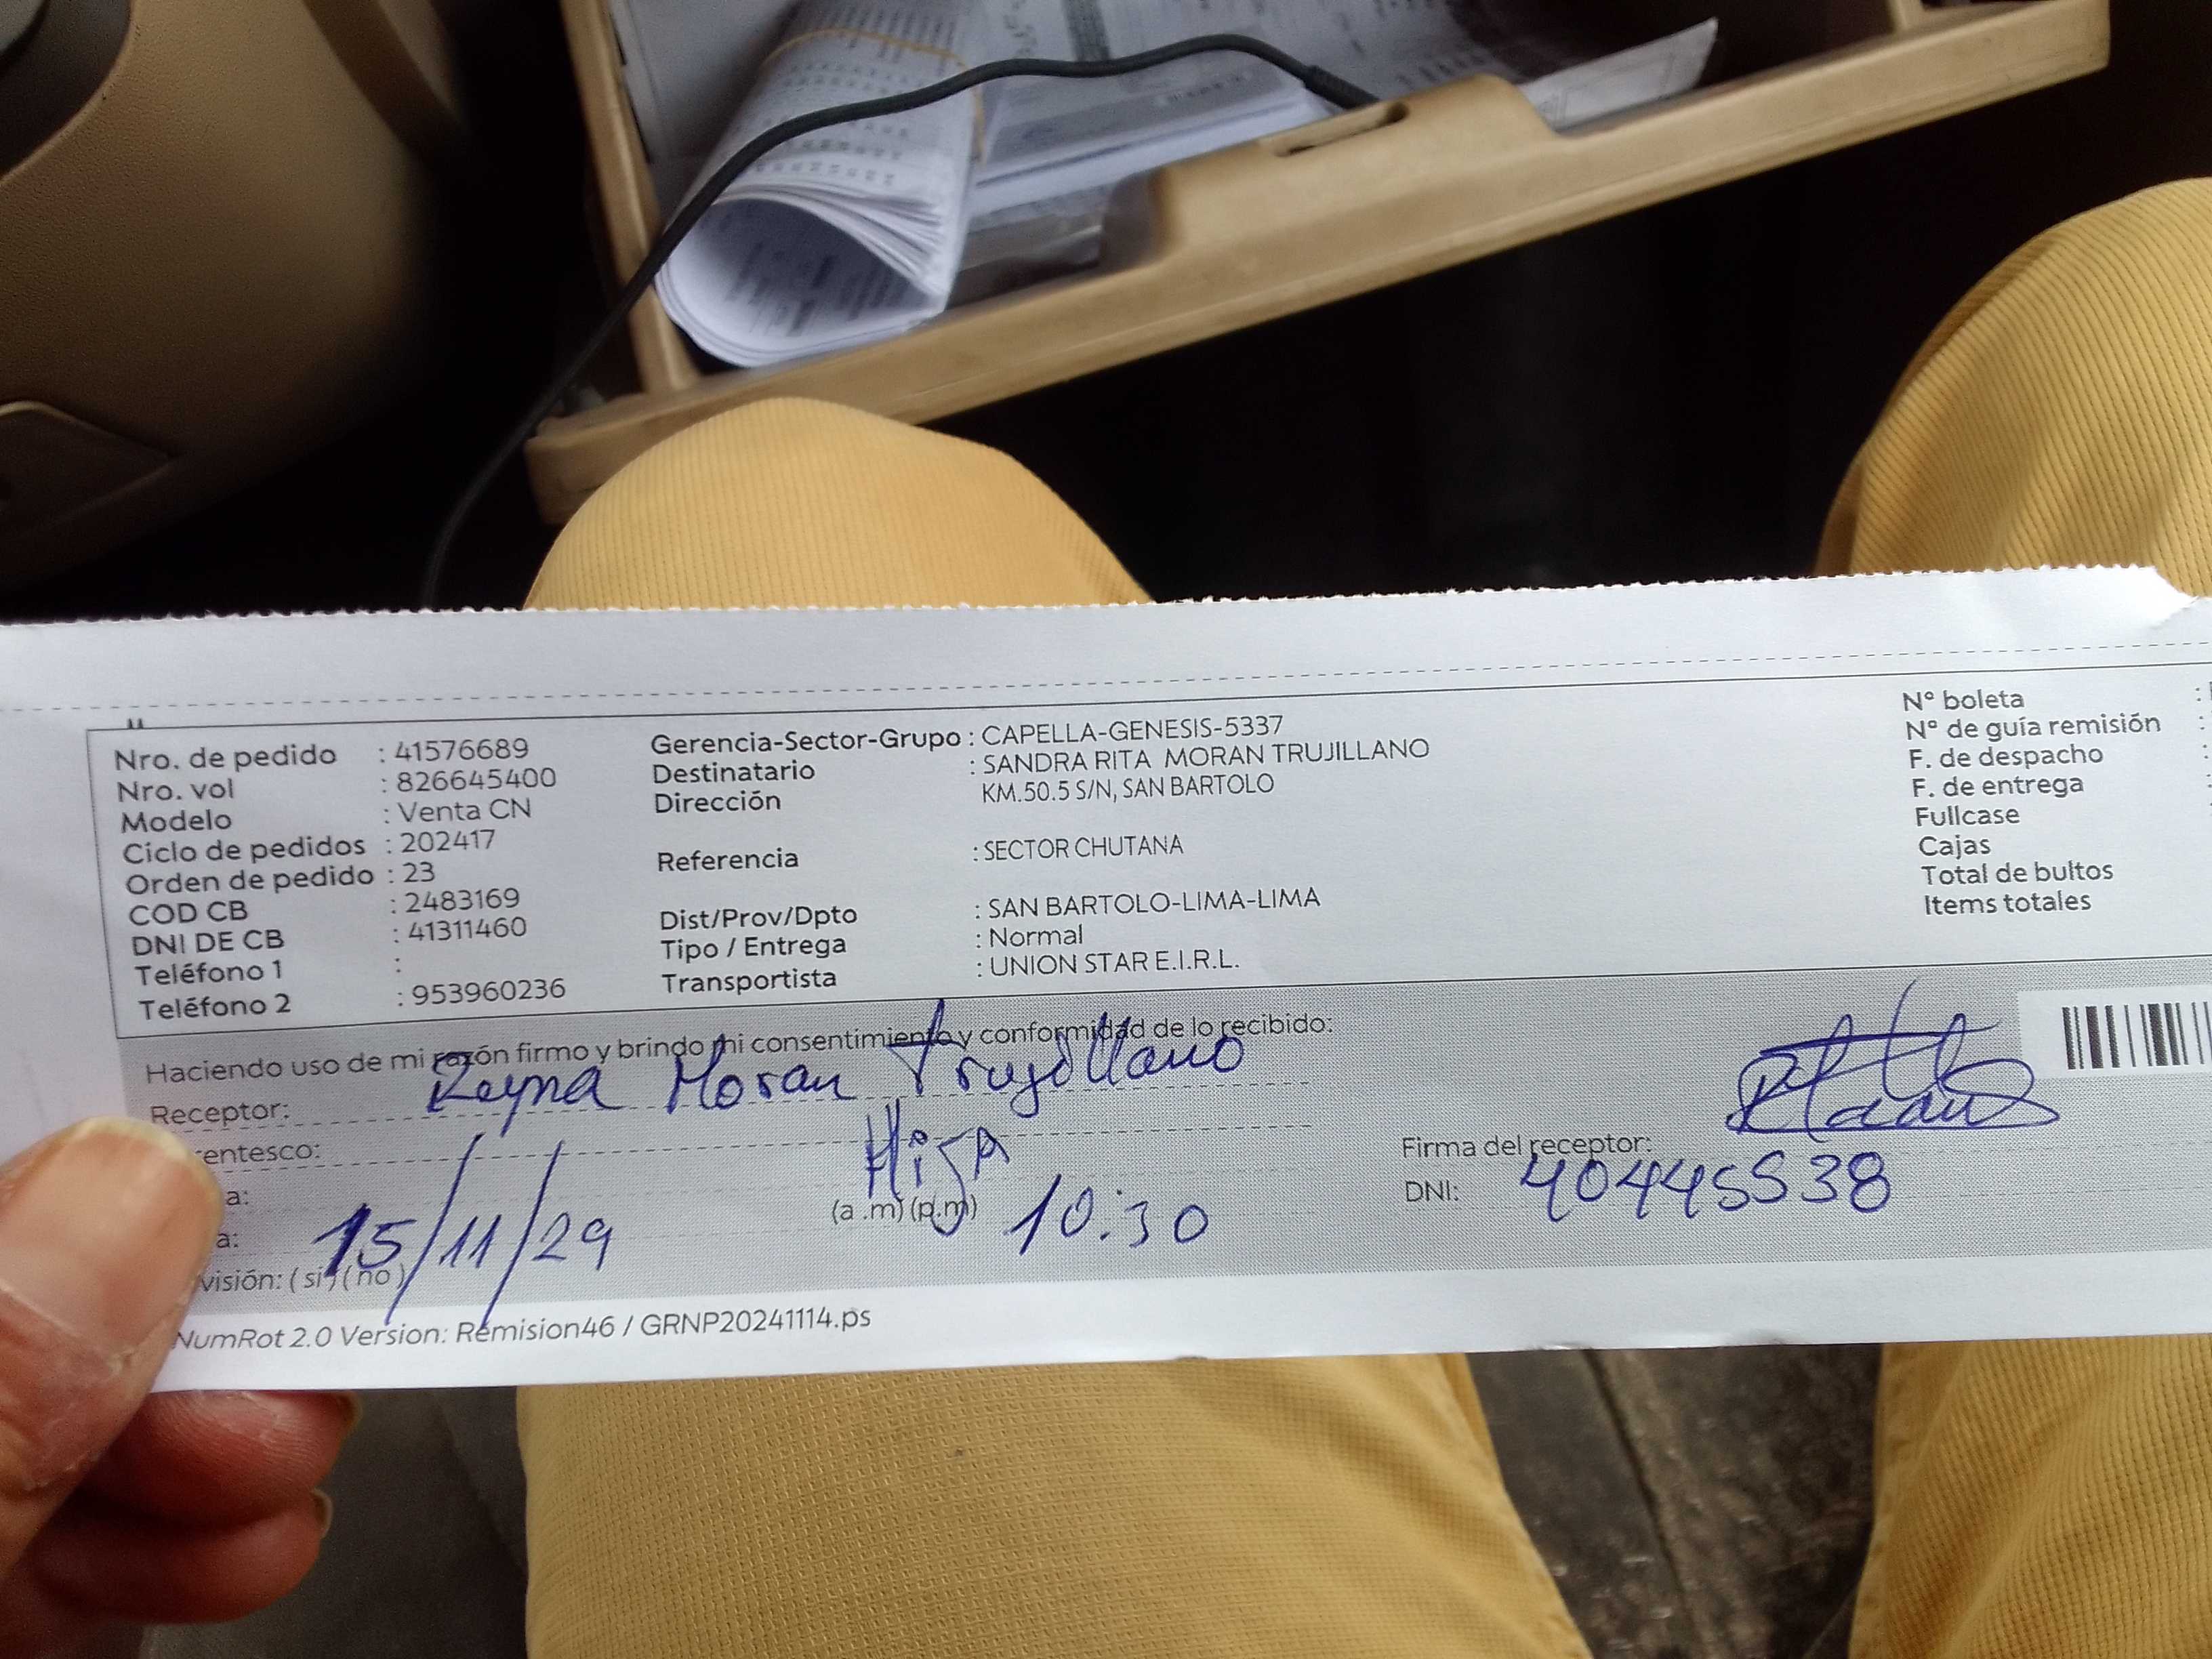 Nro. de pedido : 41576689
Nro. vol : 826645400
Modelo : Venta CN
Ciclo de pedidos : 202417
Orden de pedido : 23
COD CB : 2483169
DNI DE CB : 41311460
Teléfono 1 :
Teléfono 2 : 953960236
Gerencia-Sector-Grupo : CAPELLA-GENESIS-5337
Destinatario : SANDRA RITA MORAN TRUJILLANO
Dirección KM.50.5 S/N, SAN BARTOLO
Referencia : SECTOR CHUTANA
Dist/Prov/Dpto : SAN BARTOLO-LIMA-LIMA
Tipo / Entrega : Normal
Transportista : UNION STAR E.I.R.L.
N° boleta :
N° de guía remisión :
F. de despacho :
F. de entrega :
Fullcase
Cajas
Total de bultos
Items totales
Haciendo uso de mi razón firmo y brindo mi consentimiento y conformidad de lo recibido:
Receptor: Reyna Moran Trujillano
rentesco: Hija
a:
a: 15/11/29 (a.m) (p.m) 10:30
visión: ( si ) ( no )
Firma del receptor:
DNI: 40445538
NumRot 2.0 Version: Remision46 / GRNP20241114.ps